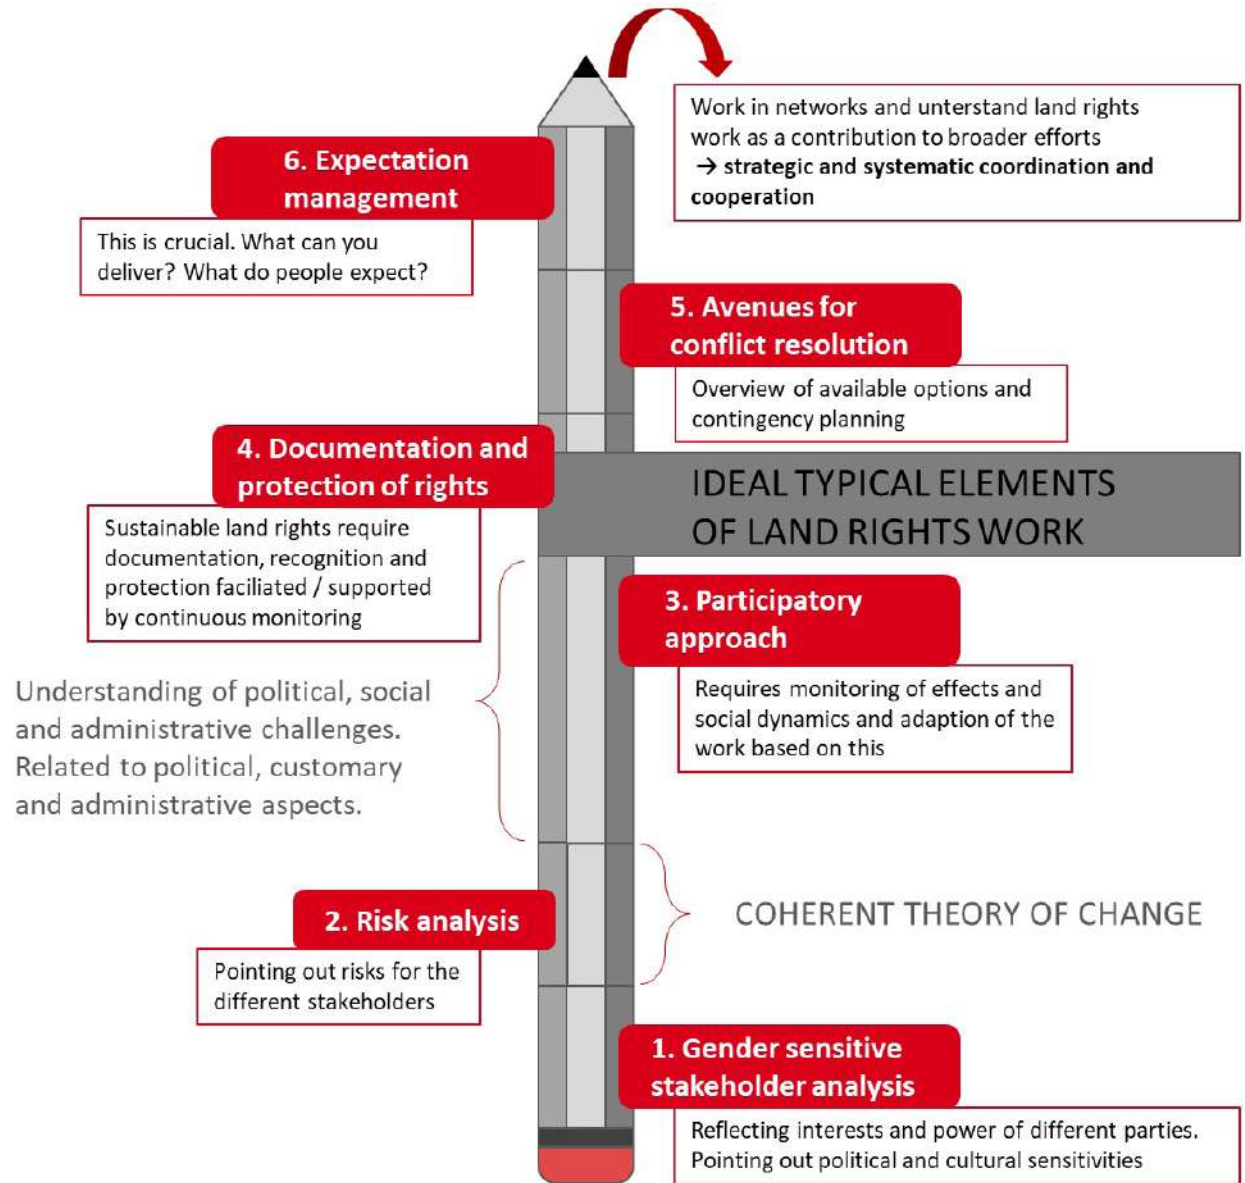 Work in networks and unterstand land rights
work as a contribution to broader efforts
→ strategic and systematic coordination and
cooperation
6. Expectation
management
This is crucial. What can you
deliver? What do people expect?
5. Avenues for
conflict resolution
Overview of available options and
contingency planning
4. Documentation and
protection of rights
Sustainable land rights require
documentation, recognition and
protection faciliated / supported
by continuous monitoring
IDEAL TYPICAL ELEMENTS
OF LAND RIGHTS WORK
3. Participatory
approach
Requires monitoring of effects and
social dynamics and adaption of the
work based on this
Understanding of political, social
and administrative challenges.
Related to political, customary
and administrative aspects.
2. Risk analysis
Pointing out risks for the
different stakeholders
COHERENT THEORY OF CHANGE
1. Gender sensitive
stakeholder analysis
Reflecting interests and power of different parties.
Pointing out political and cultural sensitivities